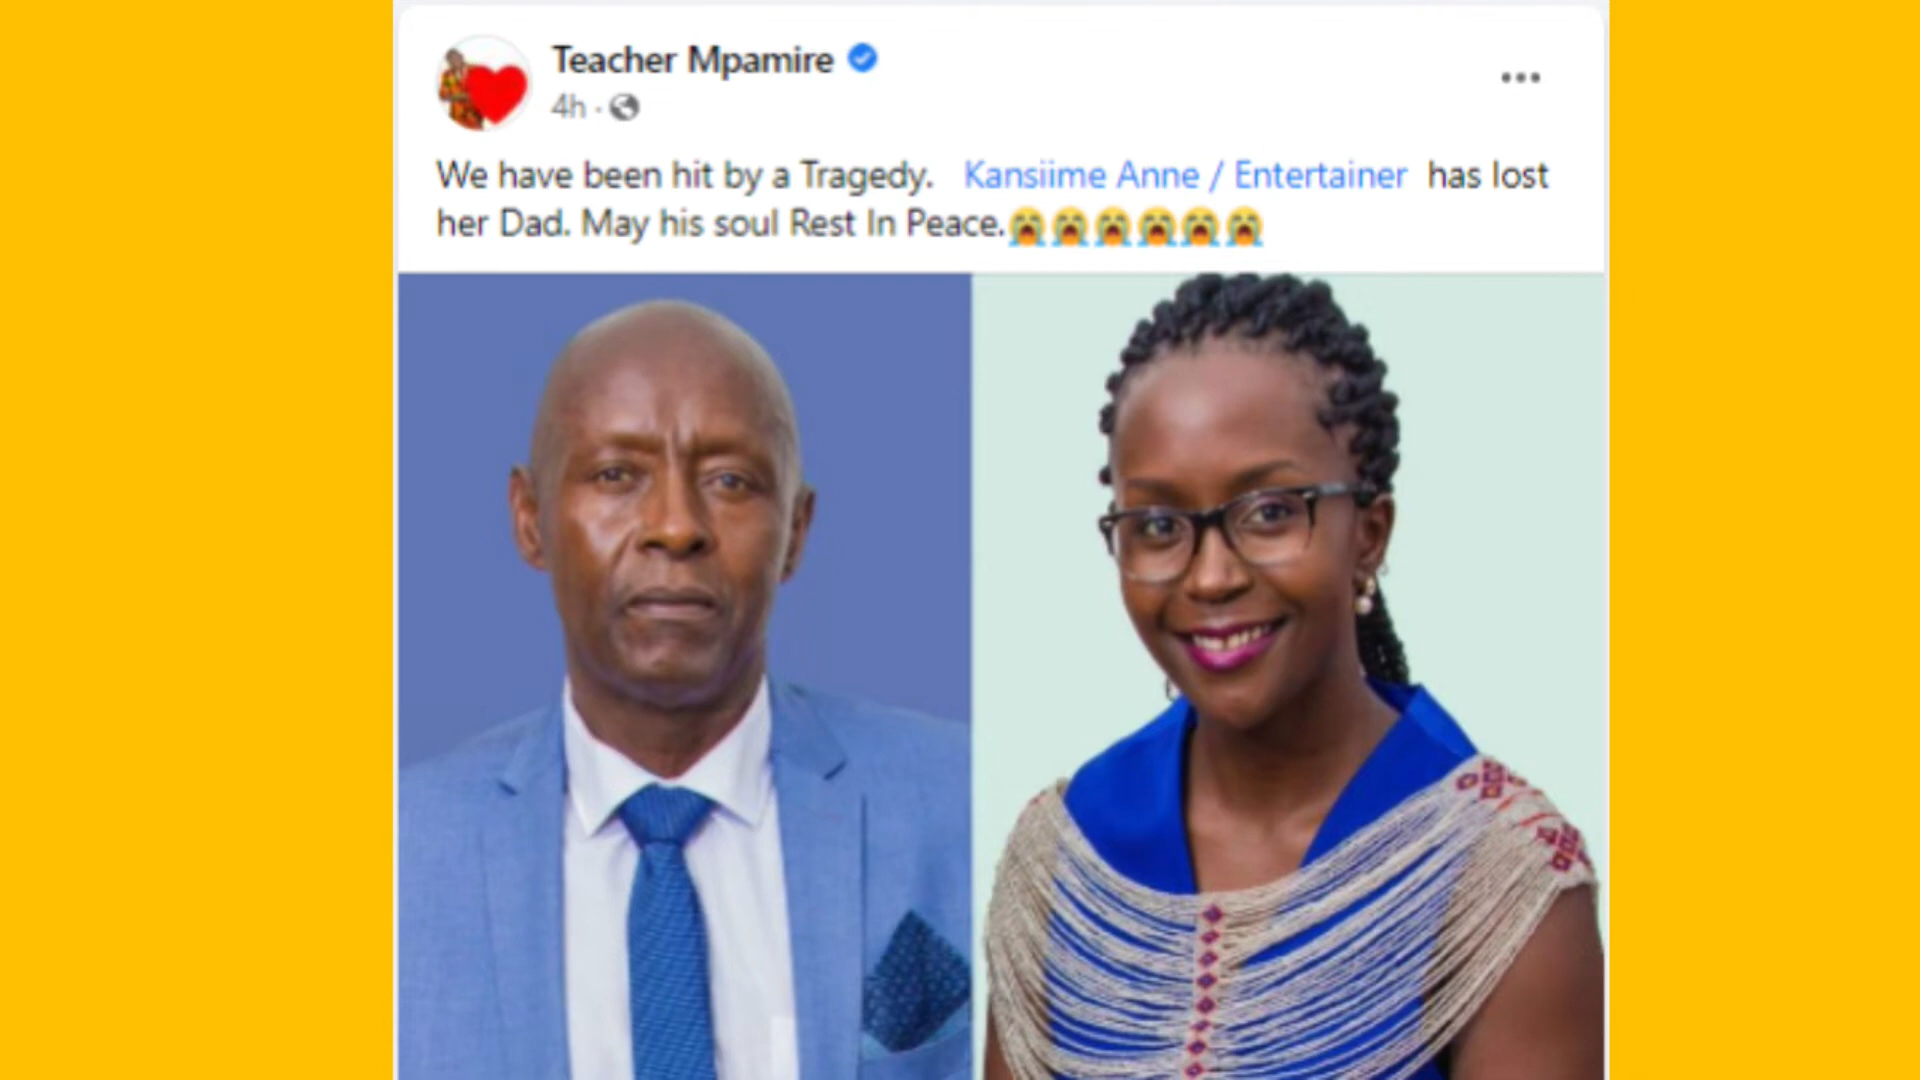 Teacher Mpamire
4h ·
We have been hit by a Tragedy. Kansiime Anne / Entertainer has lost
her Dad. May his soul Rest In Peace.😭😭😭😭😭😭